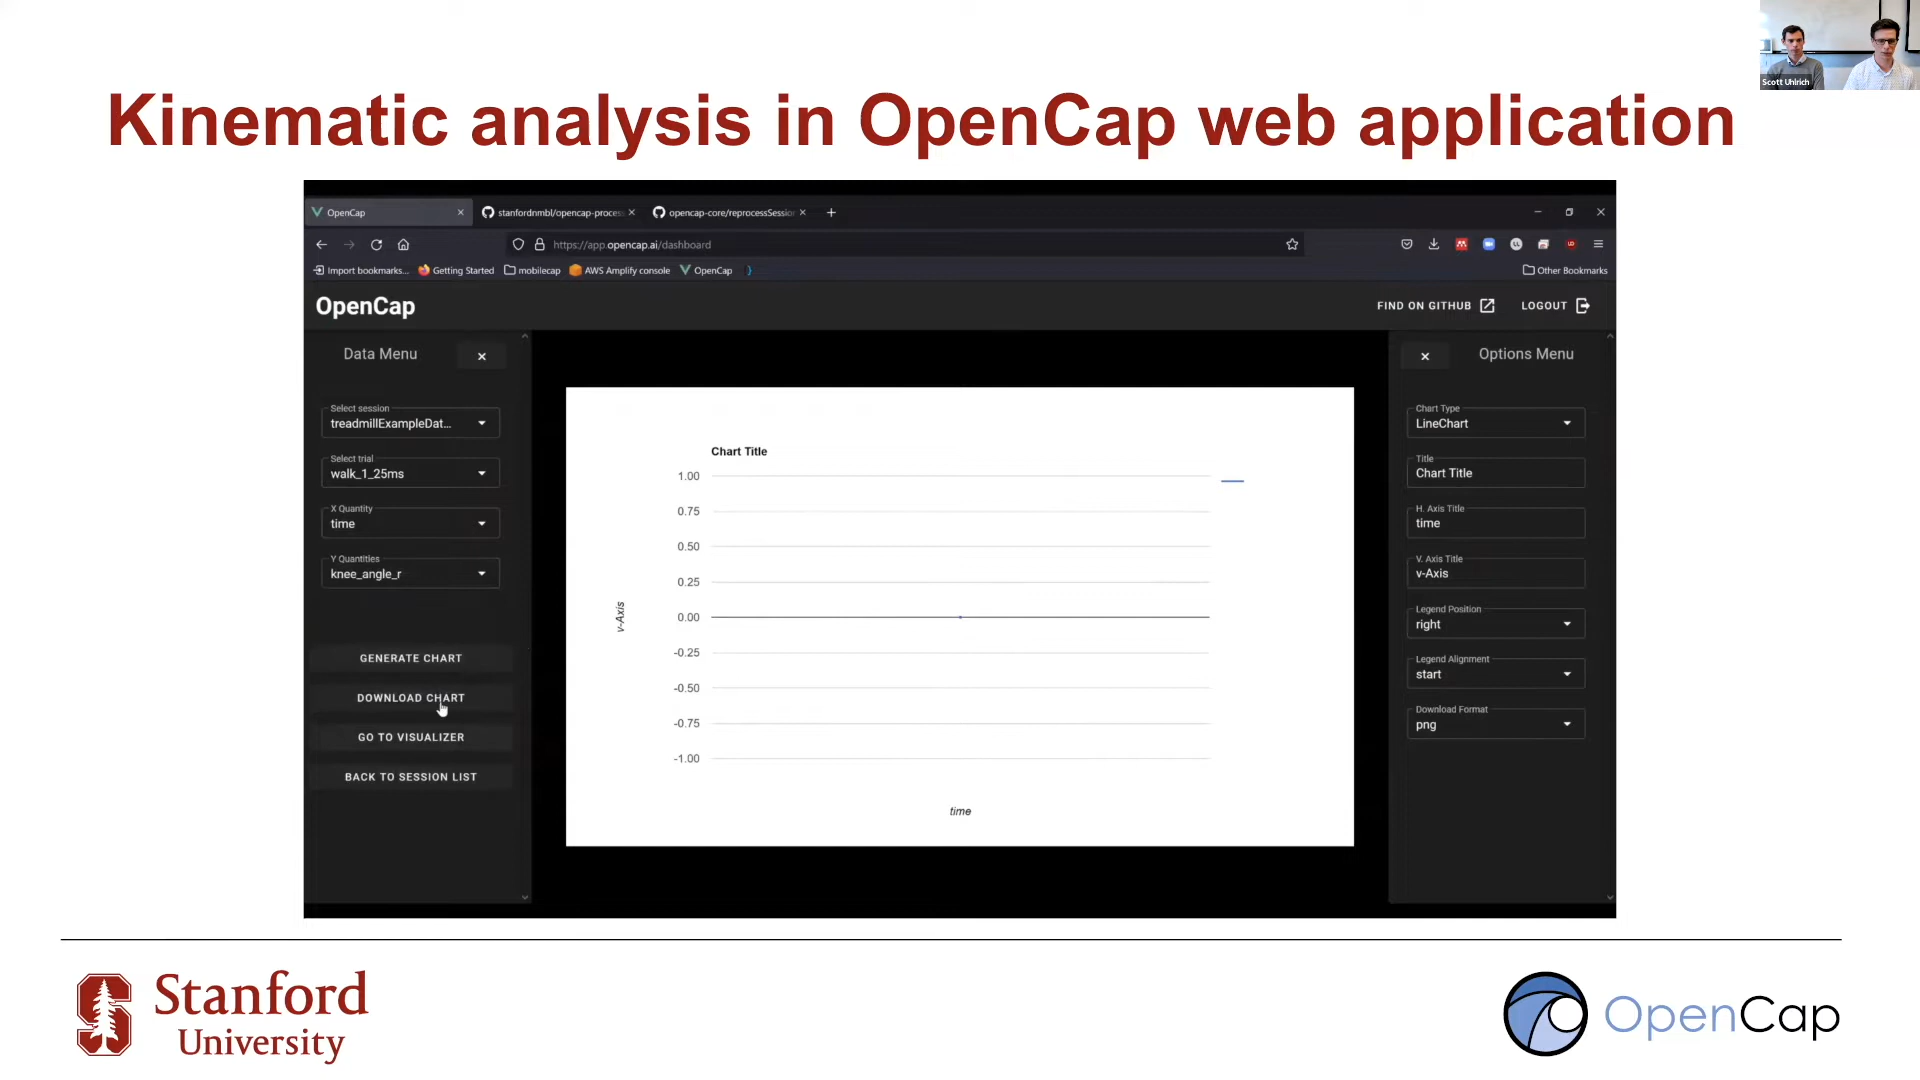 Kinematic analysis in OpenCap web application
Scott Uhlrich
OpenCap
stanfordnmbl/opencap-process
opencap-core/reprocessSession
https://app.opencap.ai/dashboard
Import bookmarks...
Getting Started
mobilecap
AWS Amplify console
OpenCap
Other Bookmarks
OpenCap
FIND ON GITHUB
LOGOUT
Data Menu
Select session
treadmillExampleDat...
Select trial
walk_1_25ms
X Quantity
time
Y Quantities
knee_angle_r
GENERATE CHART
DOWNLOAD CHART
GO TO VISUALIZER
BACK TO SESSION LIST
Chart Title
1.00
0.75
0.50
0.25
0.00
-0.25
-0.50
-0.75
-1.00
v-Axis
time
Options Menu
Chart Type
LineChart
Title
Chart Title
H. Axis Title
time
V. Axis Title
v-Axis
Legend Position
right
Legend Alignment
start
Download Format
png
Stanford
University
OpenCap